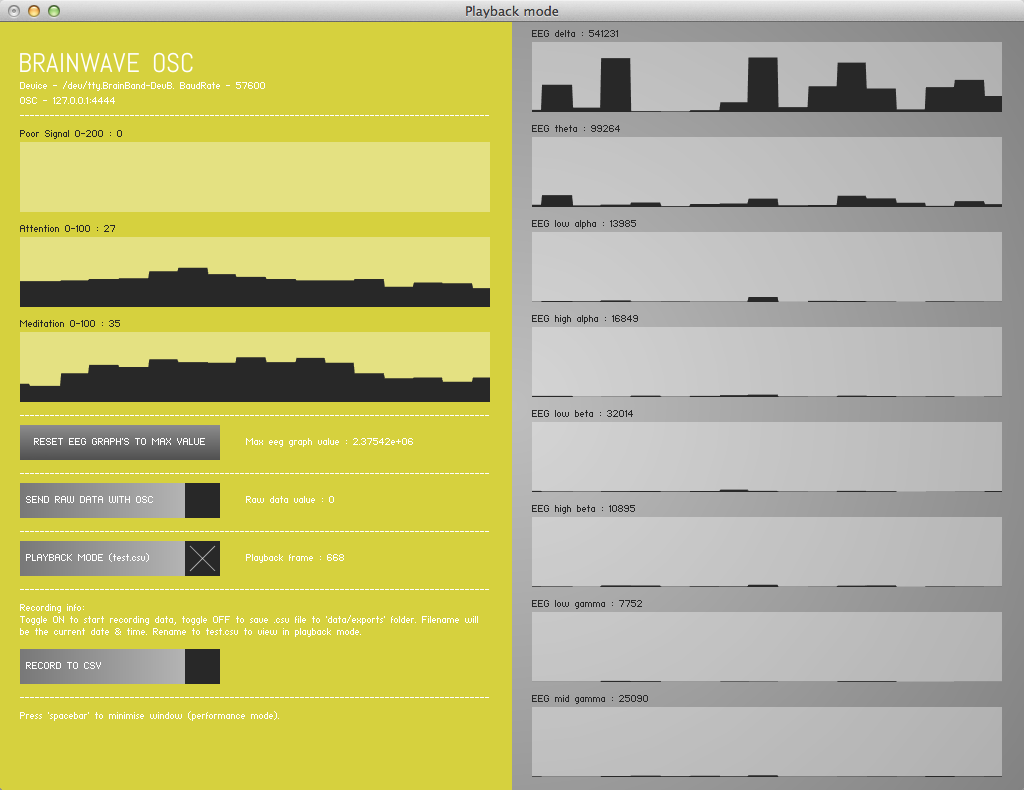 Playback mode
BRAINWAVE OSC
Device - /dev/tty.BrainBand-DevB. BaudRate - 57600
OSC - 127.0.0.1:4444
Poor Signal 0-200 : 0
Attention 0-100 : 27
Meditation 0-100 : 35
RESET EEG GRAPH'S TO MAX VALUE
Max eeg graph value : 2.37542e+06
SEND RAW DATA WITH OSC
Raw data value : 0
PLAYBACK MODE (test.csv)
Playback frame : 668
Recording info:
Toggle ON to start recording data, toggle OFF to save .csv file to 'data/exports' folder. Filename will
be the current date & time. Rename to test.csv to view in playback mode.
RECORD TO CSV
Press 'spacebar' to minimise window (performance mode).
EEG delta : 541231
EEG theta : 99264
EEG low alpha : 13985
EEG high alpha : 16849
EEG low beta : 32014
EEG high beta : 10895
EEG low gamma : 7752
EEG mid gamma : 25090